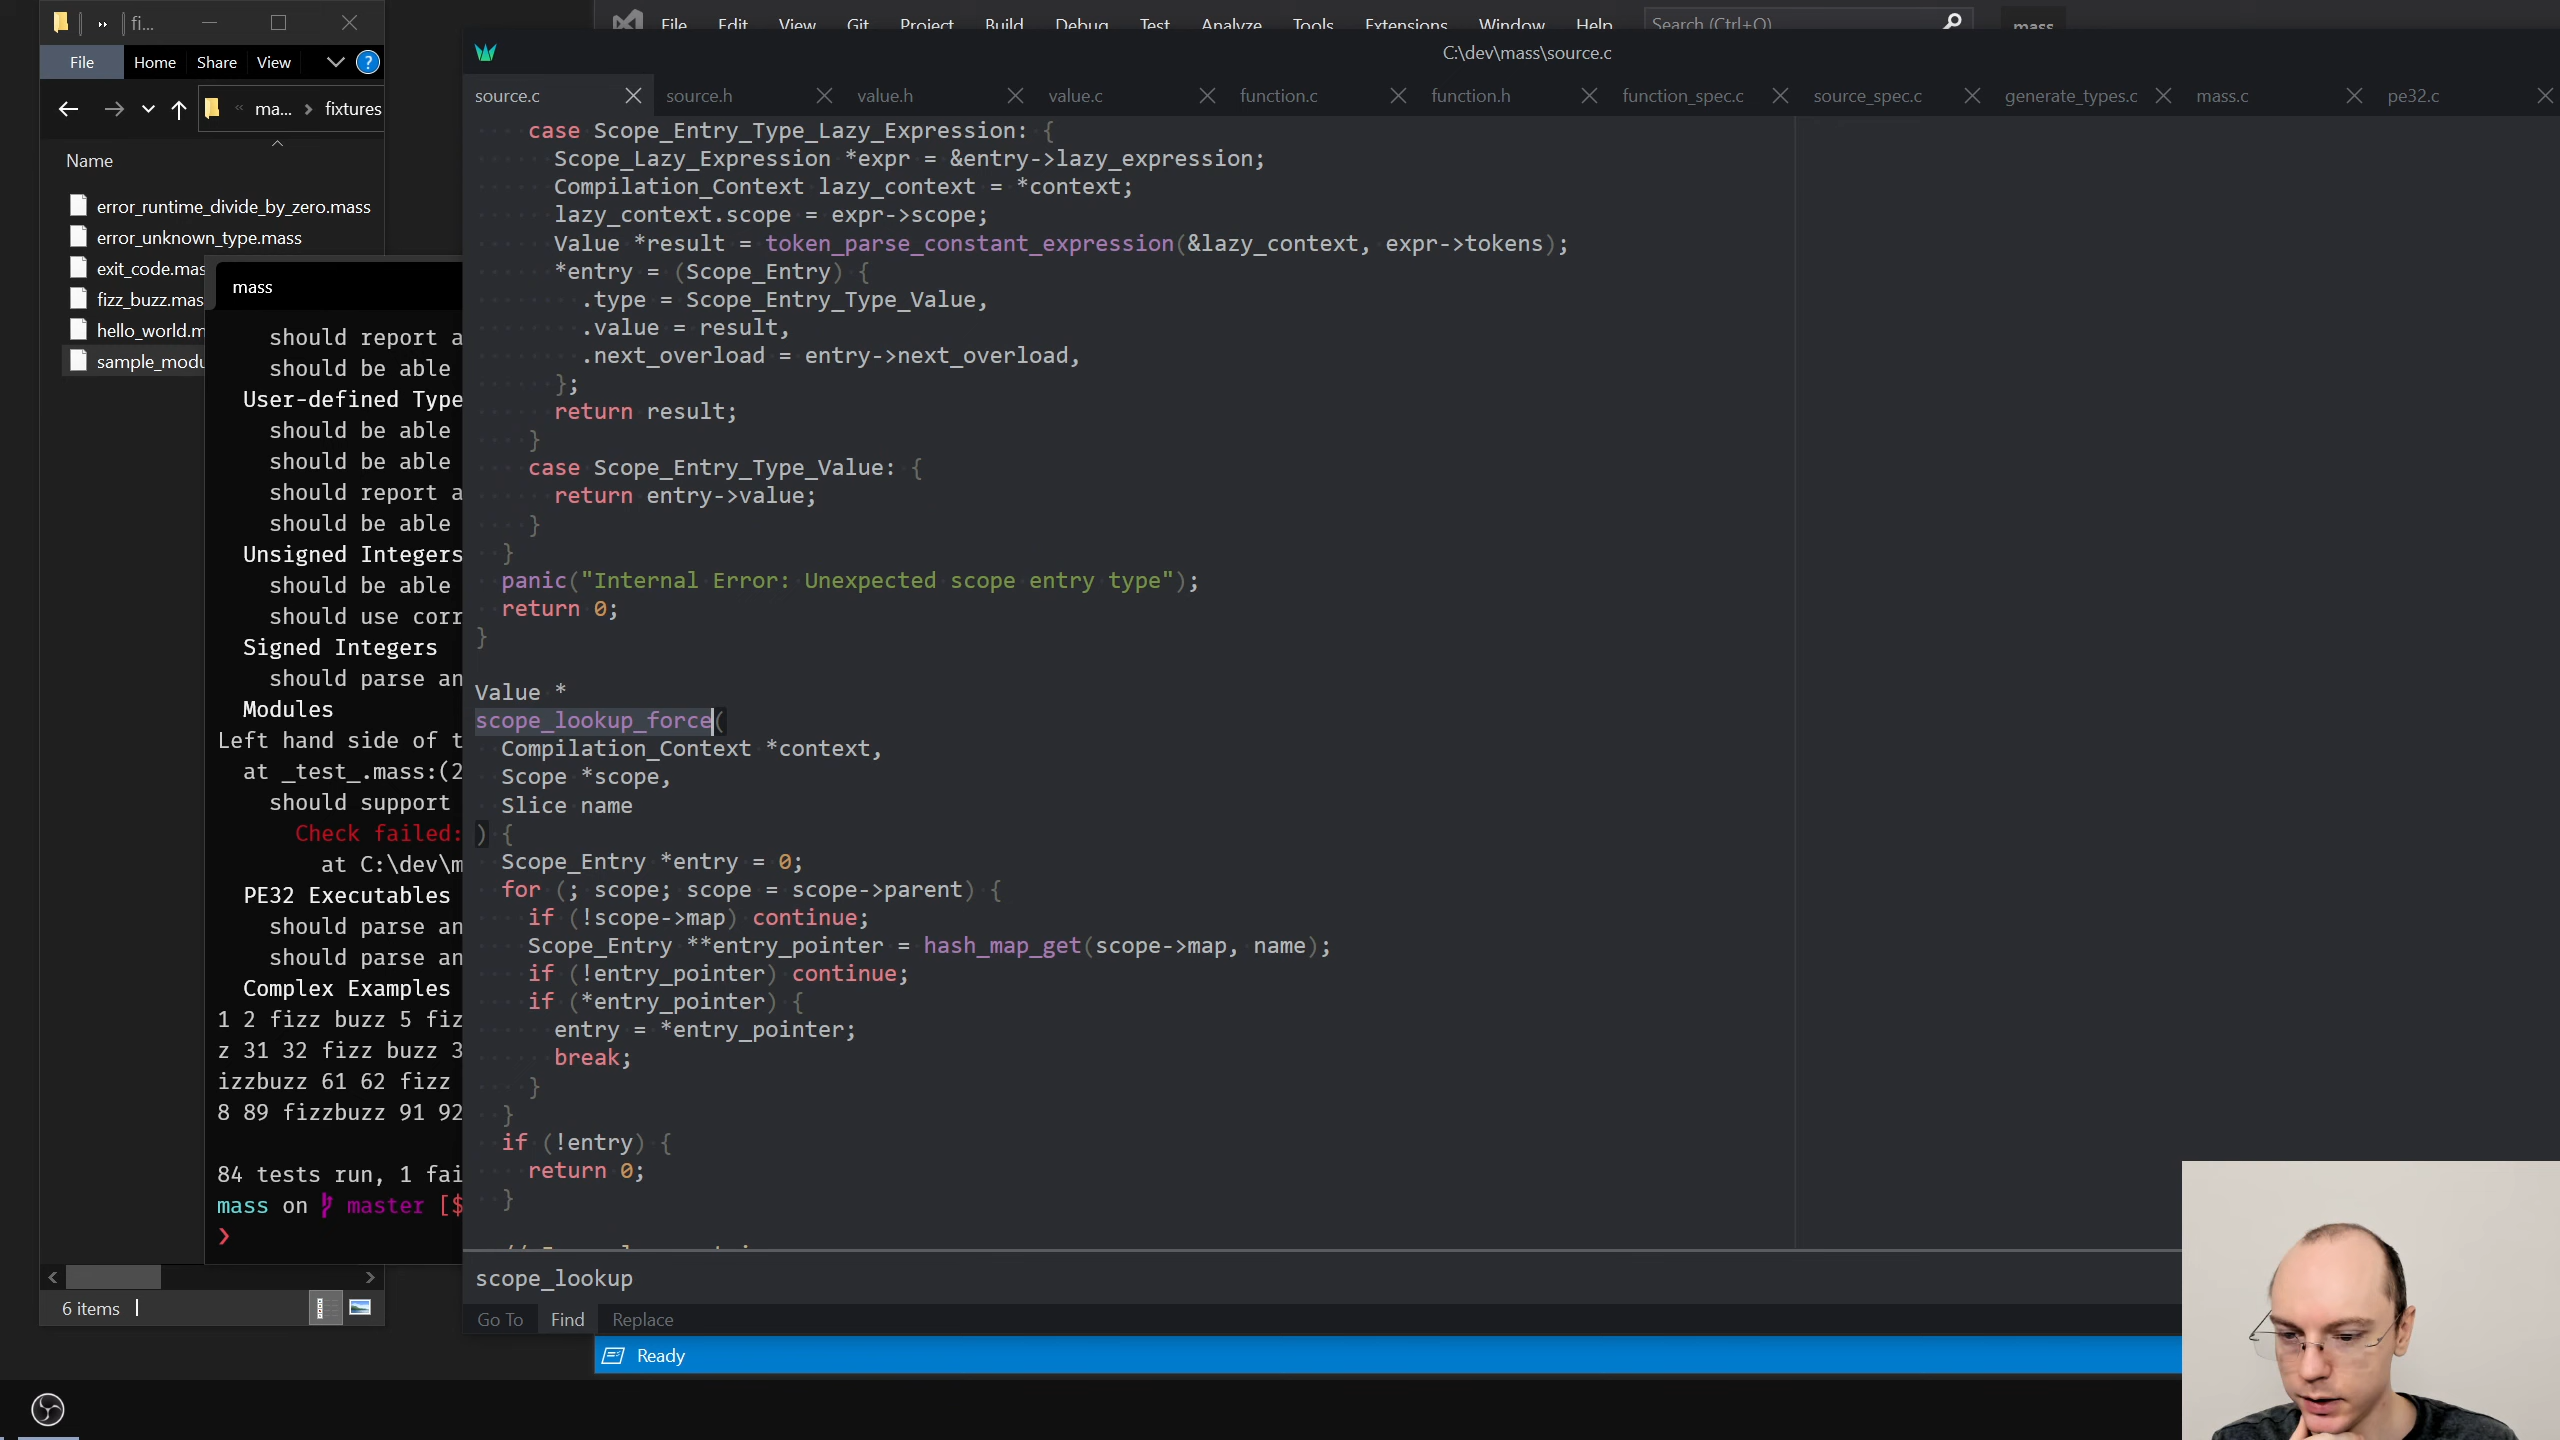 fi...
File Home Share View
ma... fixtures
Name
error_runtime_divide_by_zero.mass
error_unknown_type.mass
exit_code.mas
fizz_buzz.mas
hello_world.m
sample_modu
6 items
mass
should report a
should be able
User-defined Type
should be able
should be able
should report a
should be able
Unsigned Integers
should be able
should use corr
Signed Integers
should parse an
Modules
Left hand side of t
at _test_.mass:(2
should support
Check failed:
at C:\dev\m
PE32 Executables
should parse an
should parse an
Complex Examples
1 2 fizz buzz 5 fiz
z 31 32 fizz buzz 3
izzbuzz 61 62 fizz
8 89 fizzbuzz 91 92
84 tests run, 1 fai
mass on master [$
❯
File Edit View Git Project Build Debug Test Analyze Tools Extensions Window Help Search (Ctrl+Q) mass
C:\dev\mass\source.c
source.c source.h value.h value.c function.c function.h function_spec.c source_spec.c generate_types.c mass.c pe32.c
case Scope_Entry_Type_Lazy_Expression: {
Scope_Lazy_Expression *expr = &entry->lazy_expression;
Compilation_Context lazy_context = *context;
lazy_context.scope = expr->scope;
Value *result = token_parse_constant_expression(&lazy_context, expr->tokens);
*entry = (Scope_Entry) {
.type = Scope_Entry_Type_Value,
.value = result,
.next_overload = entry->next_overload,
};
return result;
}
case Scope_Entry_Type_Value: {
return entry->value;
}
}
panic("Internal Error: Unexpected scope entry type");
return 0;
}
Value *
scope_lookup_force(
Compilation_Context *context,
Scope *scope,
Slice name
) {
Scope_Entry *entry = 0;
for (; scope; scope = scope->parent) {
if (!scope->map) continue;
Scope_Entry **entry_pointer = hash_map_get(scope->map, name);
if (!entry_pointer) continue;
if (*entry_pointer) {
entry = *entry_pointer;
break;
}
}
if (!entry) {
return 0;
}
scope_lookup
Go To Find Replace
Ready